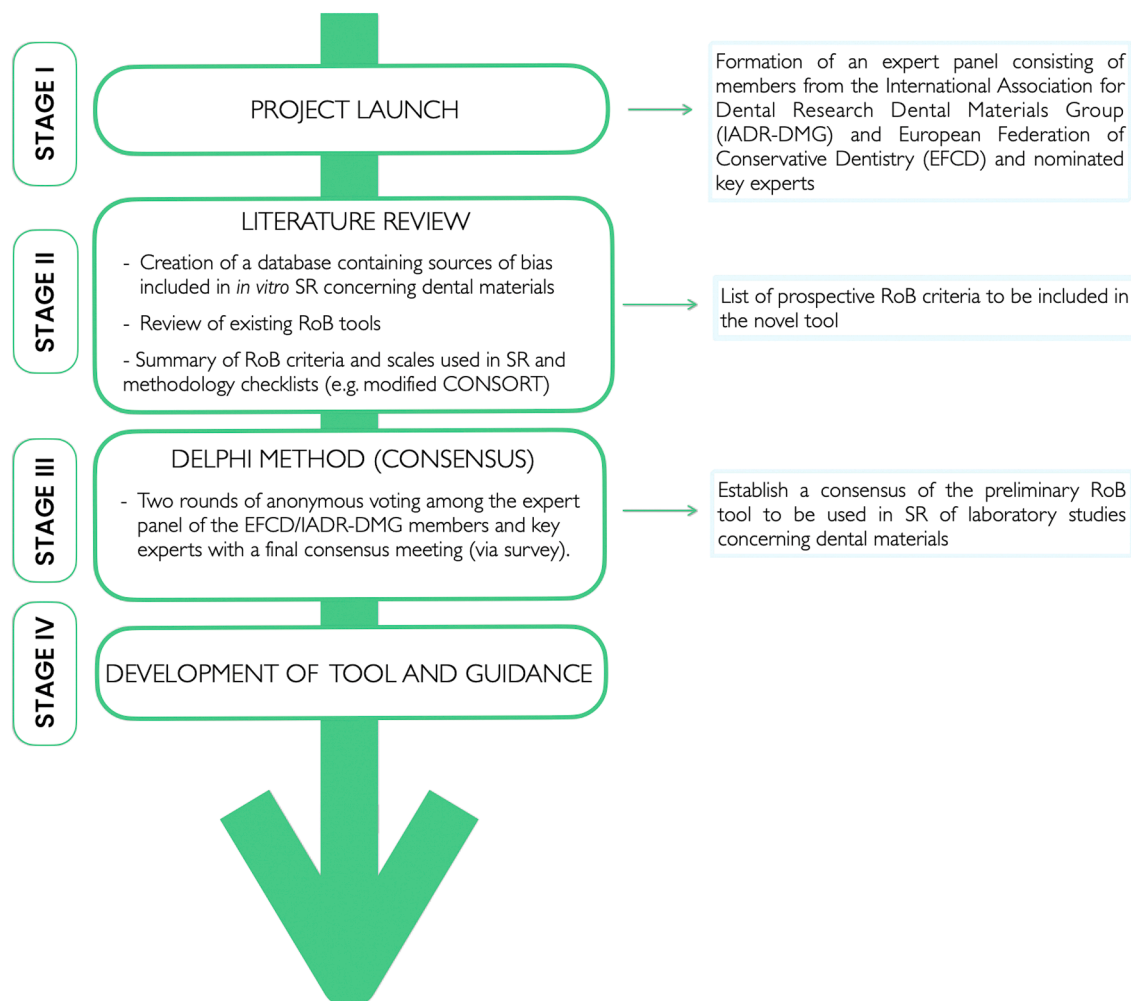 STAGE I
PROJECT LAUNCH
Formation of an expert panel consisting of
members from the International Association for
Dental Research Dental Materials Group
(IADR-DMG) and European Federation of
Conservative Dentistry (EFCD) and nominated
key experts
STAGE II
LITERATURE REVIEW
- Creation of a database containing sources of bias
included in in vitro SR concerning dental materials
- Review of existing RoB tools
- Summary of RoB criteria and scales used in SR and
methodology checklists (e.g. modified CONSORT)
List of prospective RoB criteria to be included in
the novel tool
STAGE III
DELPHI METHOD (CONSENSUS)
- Two rounds of anonymous voting among the expert
panel of the EFCD/IADR-DMG members and key
experts with a final consensus meeting (via survey).
Establish a consensus of the preliminary RoB
tool to be used in SR of laboratory studies
concerning dental materials
STAGE IV
DEVELOPMENT OF TOOL AND GUIDANCE